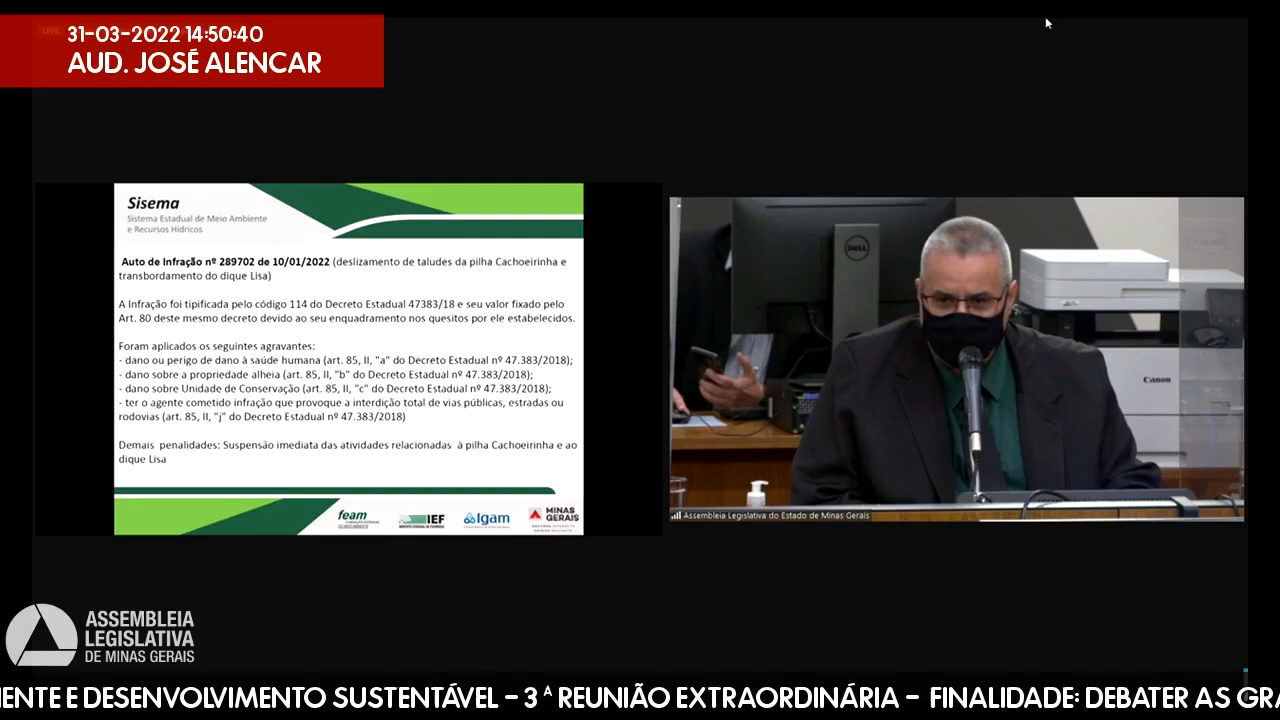 31-03-2022 14:50:40
AUD. JOSÉ ALENCAR
Sisema
Sistema Estadual de Meio Ambiente
e Recursos Hídricos
Auto de Infração nº 289702 de 10/01/2022 (deslizamento de taludes da pilha Cachoeirinha e
transbordamento do dique Lisa)
A Infração foi tipificada pelo código 114 do Decreto Estadual 47383/18 e seu valor fixado pelo
Art. 80 deste mesmo decreto devido ao seu enquadramento nos quesitos por ele estabelecidos.
Foram aplicados os seguintes agravantes:
- dano ou perigo de dano à saúde humana (art. 85, II, "a" do Decreto Estadual nº 47.383/2018);
- dano sobre a propriedade alheia (art. 85, II, "b" do Decreto Estadual nº 47.383/2018);
- dano sobre Unidade de Conservação (art. 85, II, "c" do Decreto Estadual nº 47.383/2018);
- ter o agente cometido infração que provoque a interdição total de vias públicas, estradas ou
rodovias (art. 85, II, "j" do Decreto Estadual nº 47.383/2018)
Demais penalidades: Suspensão imediata das atividades relacionadas à pilha Cachoeirinha e ao
dique Lisa
feam
IEF
Igam
MINAS
GERAIS
DELL
Canon
Assembleia Legislativa do Estado de Minas Gerais
ASSEMBLEIA
LEGISLATIVA
DE MINAS GERAIS
IENTE E DESENVOLVIMENTO SUSTENTÁVEL – 3ª REUNIÃO EXTRAORDINÁRIA – FINALIDADE: DEBATER AS GRA